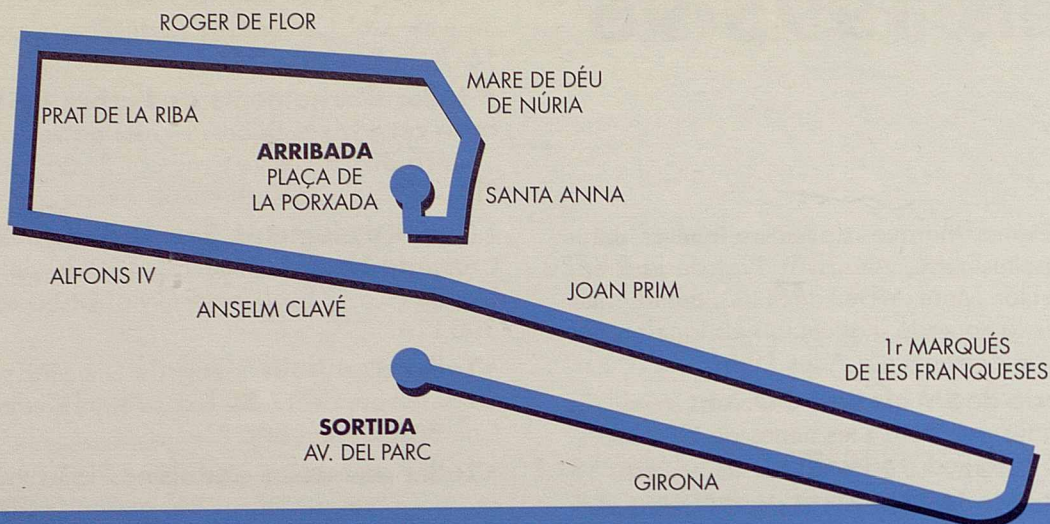 ROGER DE FLOR
MARE DE DÉU
DE NÚRIA
PRAT DE LA RIBA
ARRIBADA
PLAÇA DE
LA PORXADA
SANTA ANNA
ALFONS IV
ANSELM CLAVÉ
JOAN PRIM
1r MARQUÉS
DE LES FRANQUESES
SORTIDA
AV. DEL PARC
GIRONA